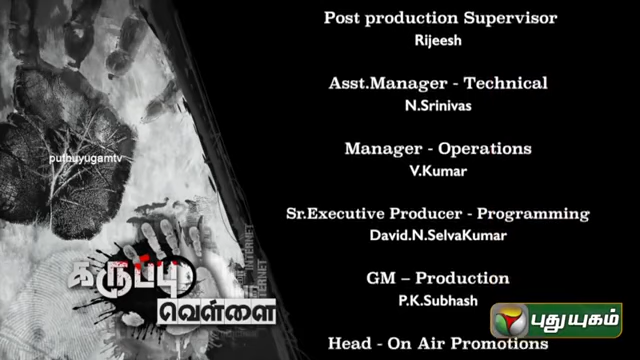 Post production Supervisor
Rijeesh
Asst.Manager - Technical
N.Srinivas
Manager - Operations
V.Kumar
Sr.Executive Producer - Programming
David.N.SelvaKumar
GM – Production
P.K.Subhash
Head - On Air Promotions
puthuyugamtv
கருப்பு
வெள்ளை
INTERNET
புதுயுகம்